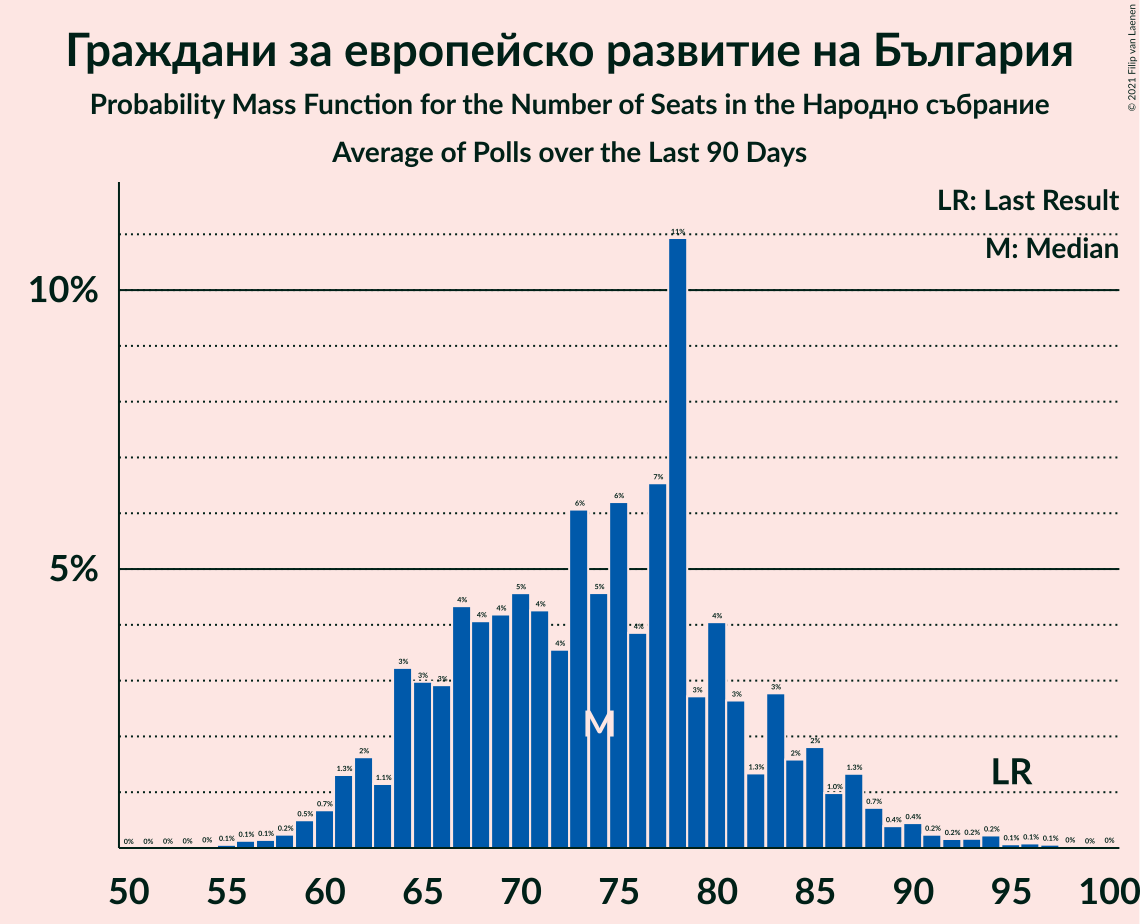 Граждани за европейско развитие на България
Probability Mass Function for the Number of Seats in the Народно събрание
Average of Polls over the Last 90 Days
© 2021 Filip van Laenen
LR: Last Result
M: Median
10%
5%
0% 0% 0% 0% 0% 0.1% 0.1% 0.1% 0.2% 0.5% 0.7% 1.3% 2% 1.1% 3% 3% 3% 4% 4% 4% 5% 4% 4% 6% 5% 6% 4% 7% 11% 3% 4% 3% 1.3% 3% 2% 2% 1.0% 1.3% 0.7% 0.4% 0.4% 0.2% 0.2% 0.2% 0.2% 0.1% 0.1% 0.1% 0% 0% 0%
M
LR
50 55 60 65 70 75 80 85 90 95 100